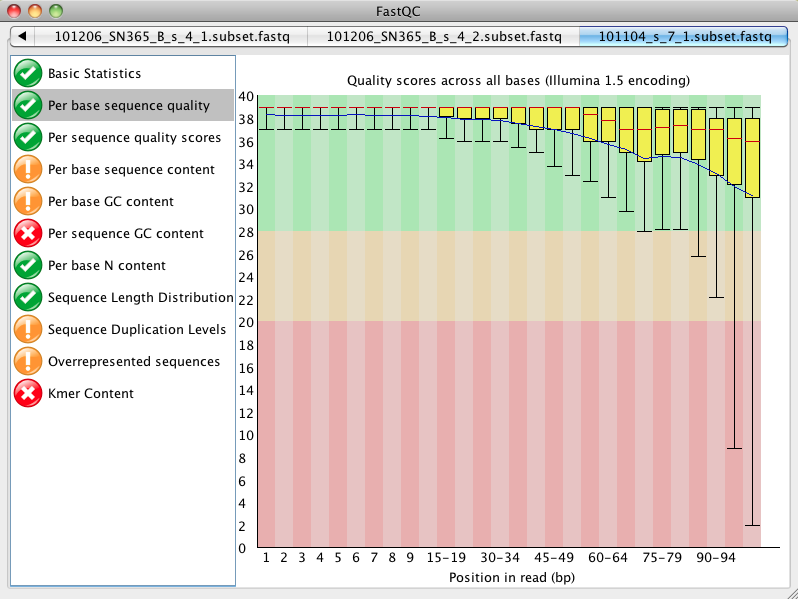 FastQC
101206_SN365_B_s_4_1.subset.fastq 101206_SN365_B_s_4_2.subset.fastq 101104_s_7_1.subset.fastq
Basic Statistics
Per base sequence quality
Per sequence quality scores
Per base sequence content
Per base GC content
Per sequence GC content
Per base N content
Sequence Length Distribution
Sequence Duplication Levels
Overrepresented sequences
Kmer Content
Quality scores across all bases (Illumina 1.5 encoding)
40
38
36
34
32
30
28
26
24
22
20
18
16
14
12
10
8
6
4
2
0
1 2 3 4 5 6 7 8 9 15-19 30-34 45-49 60-64 75-79 90-94
Position in read (bp)